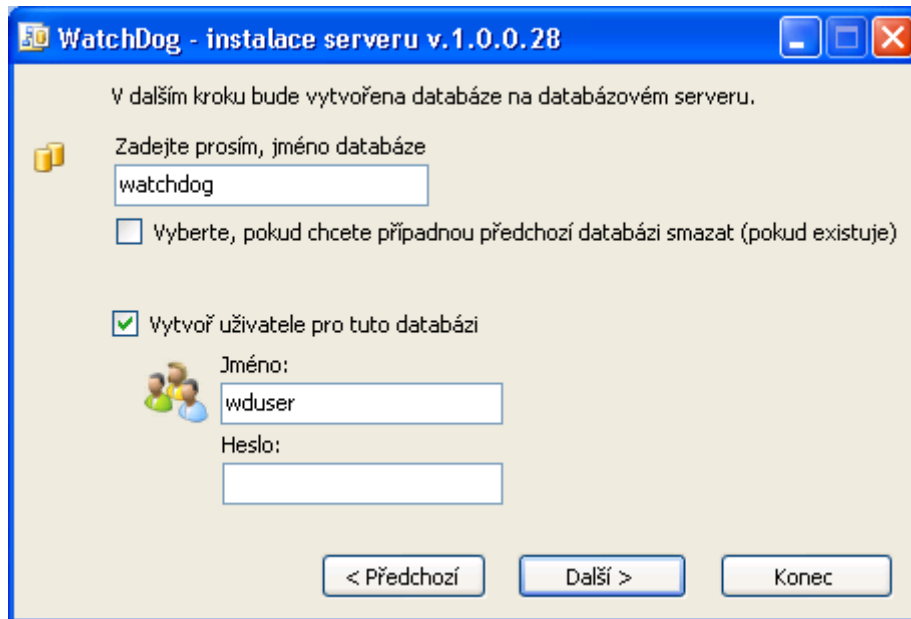 WatchDog - instalace serveru v.1.0.0.28
V dalším kroku bude vytvořena databáze na databázovém serveru.
Zadejte prosím, jméno databáze
watchdog
Vyberte, pokud chcete případnou předchozí databázi smazat (pokud existuje)
Vytvoř uživatele pro tuto databázi
Jméno:
wduser
Heslo:
< Předchozí
Další >
Konec